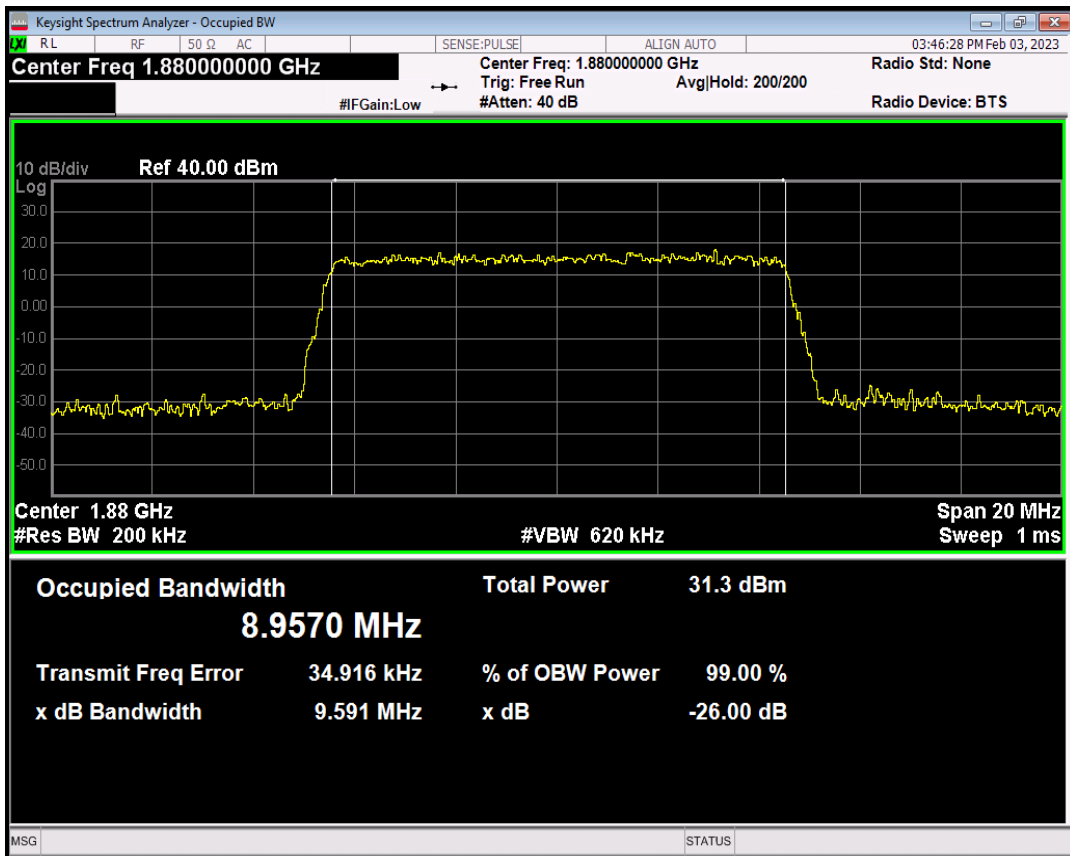 Keysight Spectrum Analyzer - Occupied BW
LXI RL RF 50 Ω AC SENSE:PULSE ALIGN AUTO 03:46:28 PM Feb 03, 2023
Center Freq 1.880000000 GHz Center Freq: 1.880000000 GHz Radio Std: None
Trig: Free Run Avg|Hold: 200/200
#IFGain:Low #Atten: 40 dB Radio Device: BTS
10 dB/div Ref 40.00 dBm
Log
30.0
20.0
10.0
0.00
-10.0
-20.0
-30.0
-40.0
-50.0
Center 1.88 GHz Span 20 MHz
#Res BW 200 kHz #VBW 620 kHz Sweep 1 ms
Occupied Bandwidth Total Power 31.3 dBm
8.9570 MHz
Transmit Freq Error 34.916 kHz % of OBW Power 99.00 %
x dB Bandwidth 9.591 MHz x dB -26.00 dB
MSG STATUS